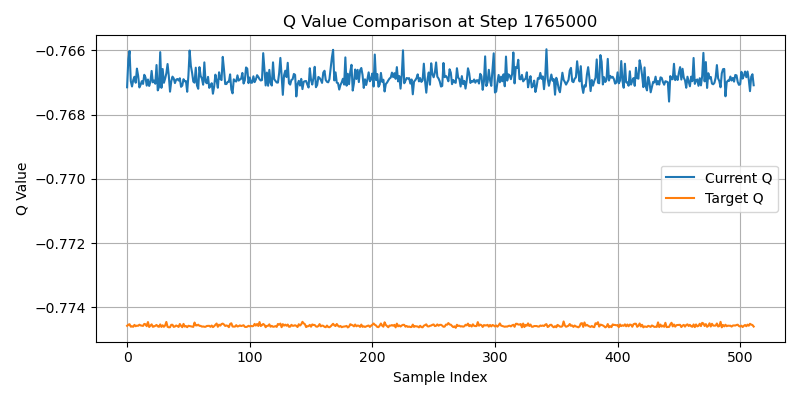 Q Value Comparison at Step 1765000
−0.766
−0.768
−0.770
−0.772
−0.774
Q Value
Current Q
Target Q
0
100
200
300
400
500
Sample Index